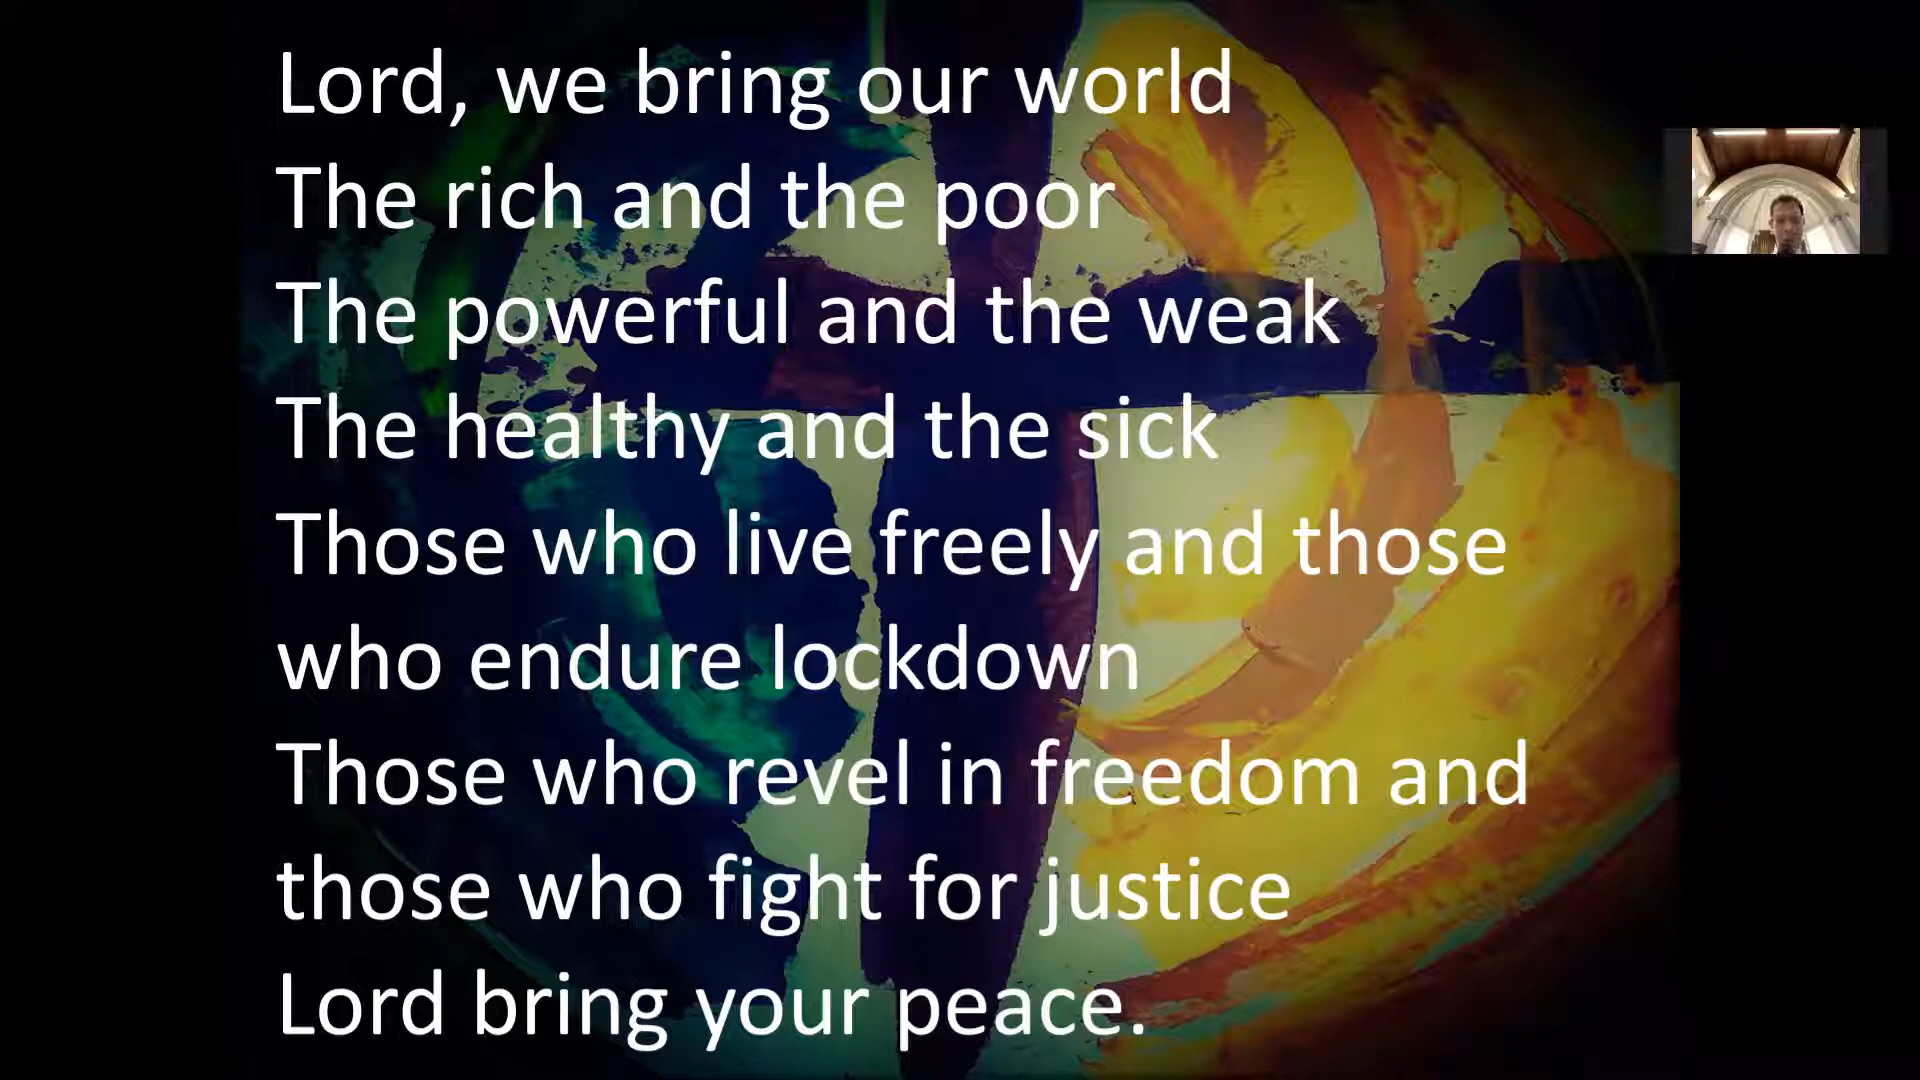 Lord, we bring our world
The rich and the poor
The powerful and the weak
The healthy and the sick
Those who live freely and those
who endure lockdown
Those who revel in freedom and
those who fight for justice
Lord bring your peace.